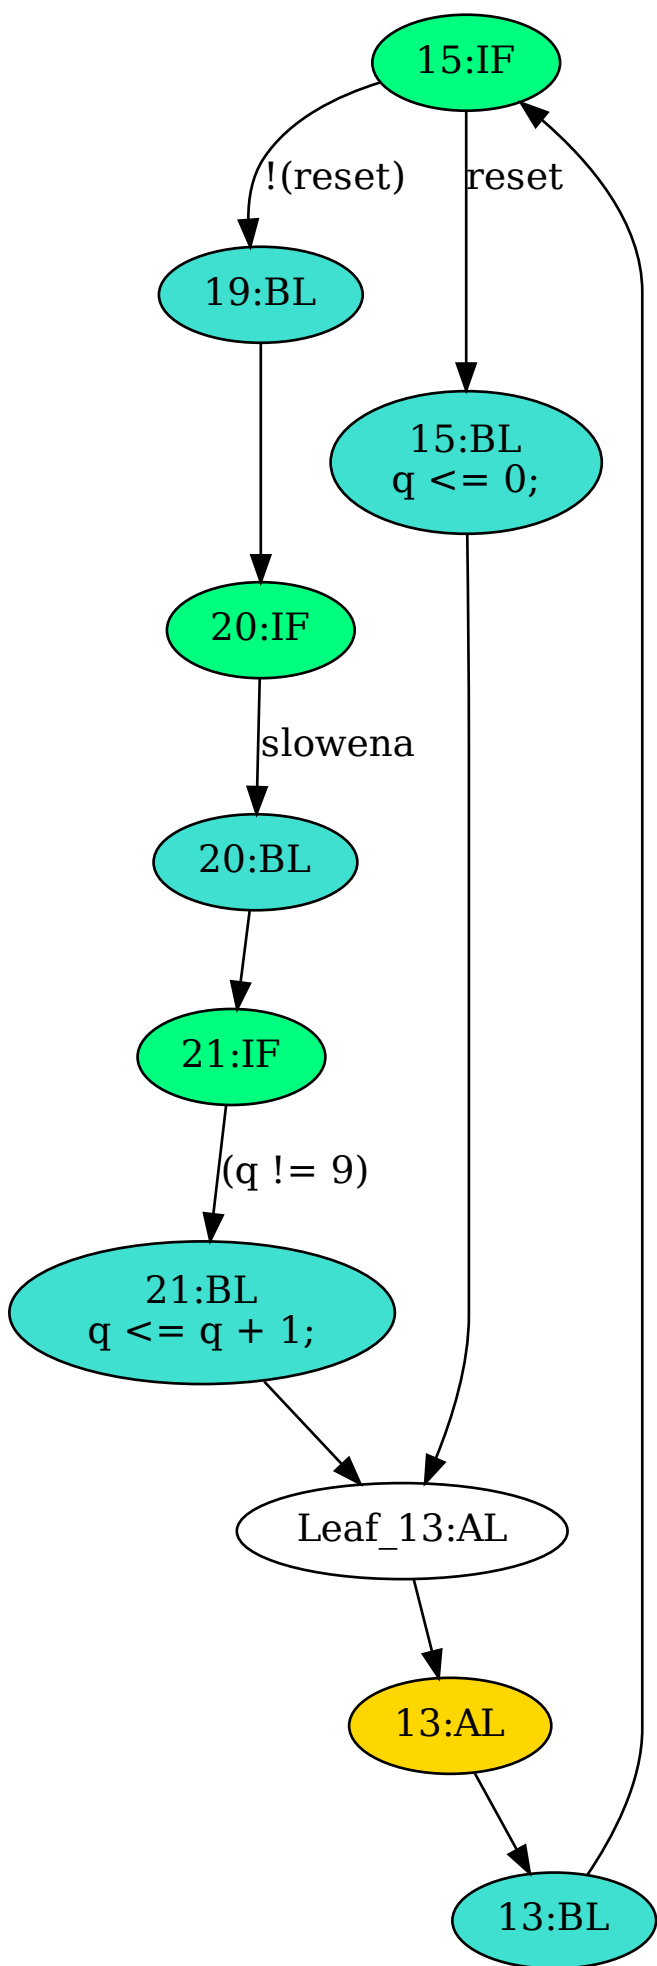 15:IF
!(reset)
reset
19:BL
15:BL
q <= 0;
20:IF
slowena
20:BL
21:IF
(q != 9)
21:BL
q <= q + 1;
Leaf_13:AL
13:AL
13:BL